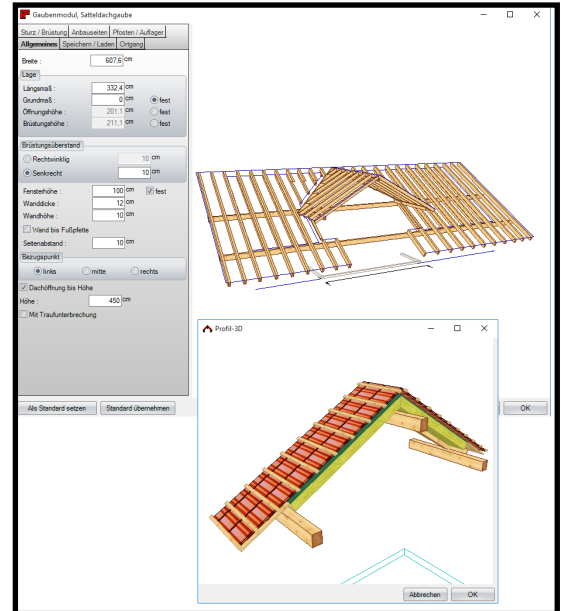 Gaubenmodul, Satteldachgaube
Sturz / Brüstung Anbauseiten Pfosten / Auflager
Allgemeines Speichern / Laden Ortgang
Breite : 607,6 cm
Lage
Längsmaß : 332,4 cm
Grundmaß : 0 cm fest
Öffnungshöhe : 201,1 cm fest
Brüstungshöhe : 211,1 cm fest
Brüstungsüberstand
Rechtwinklig 10 cm
Senkrecht 10 cm
Fensterhöhe : 100 cm fest
Wanddicke : 12 cm
Wandhöhe : 10 cm
Wand bis Fußpfette
Seitenabstand : 10 cm
Bezugspunkt
links mitte rechts
Dachöffnung bis Höhe
Höhe : 450 cm
Mit Traufunterbrechung
Als Standard setzen Standard übernehmen OK
Profil-3D
Abbrechen OK